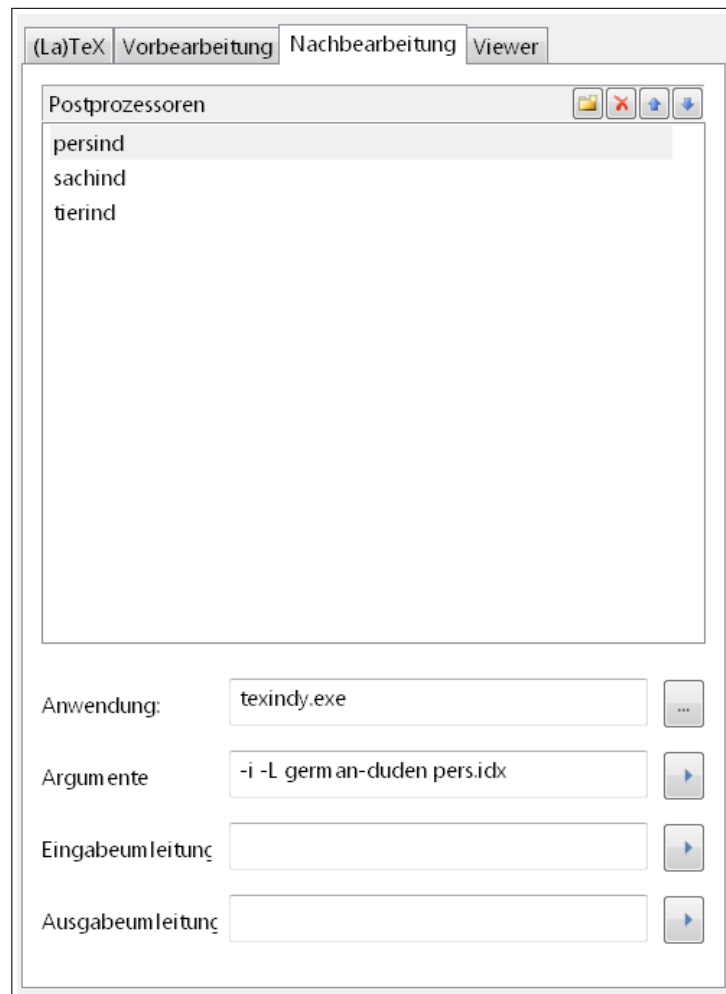 (La)TeX Vorbearbeitung Nachbearbeitung Viewer
Postprozessoren
persind
sachind
tierind
Anwendung: texindy.exe ...
Argumente -i -L german-duden pers.idx
Eingabeumleitung
Ausgabeumleitung